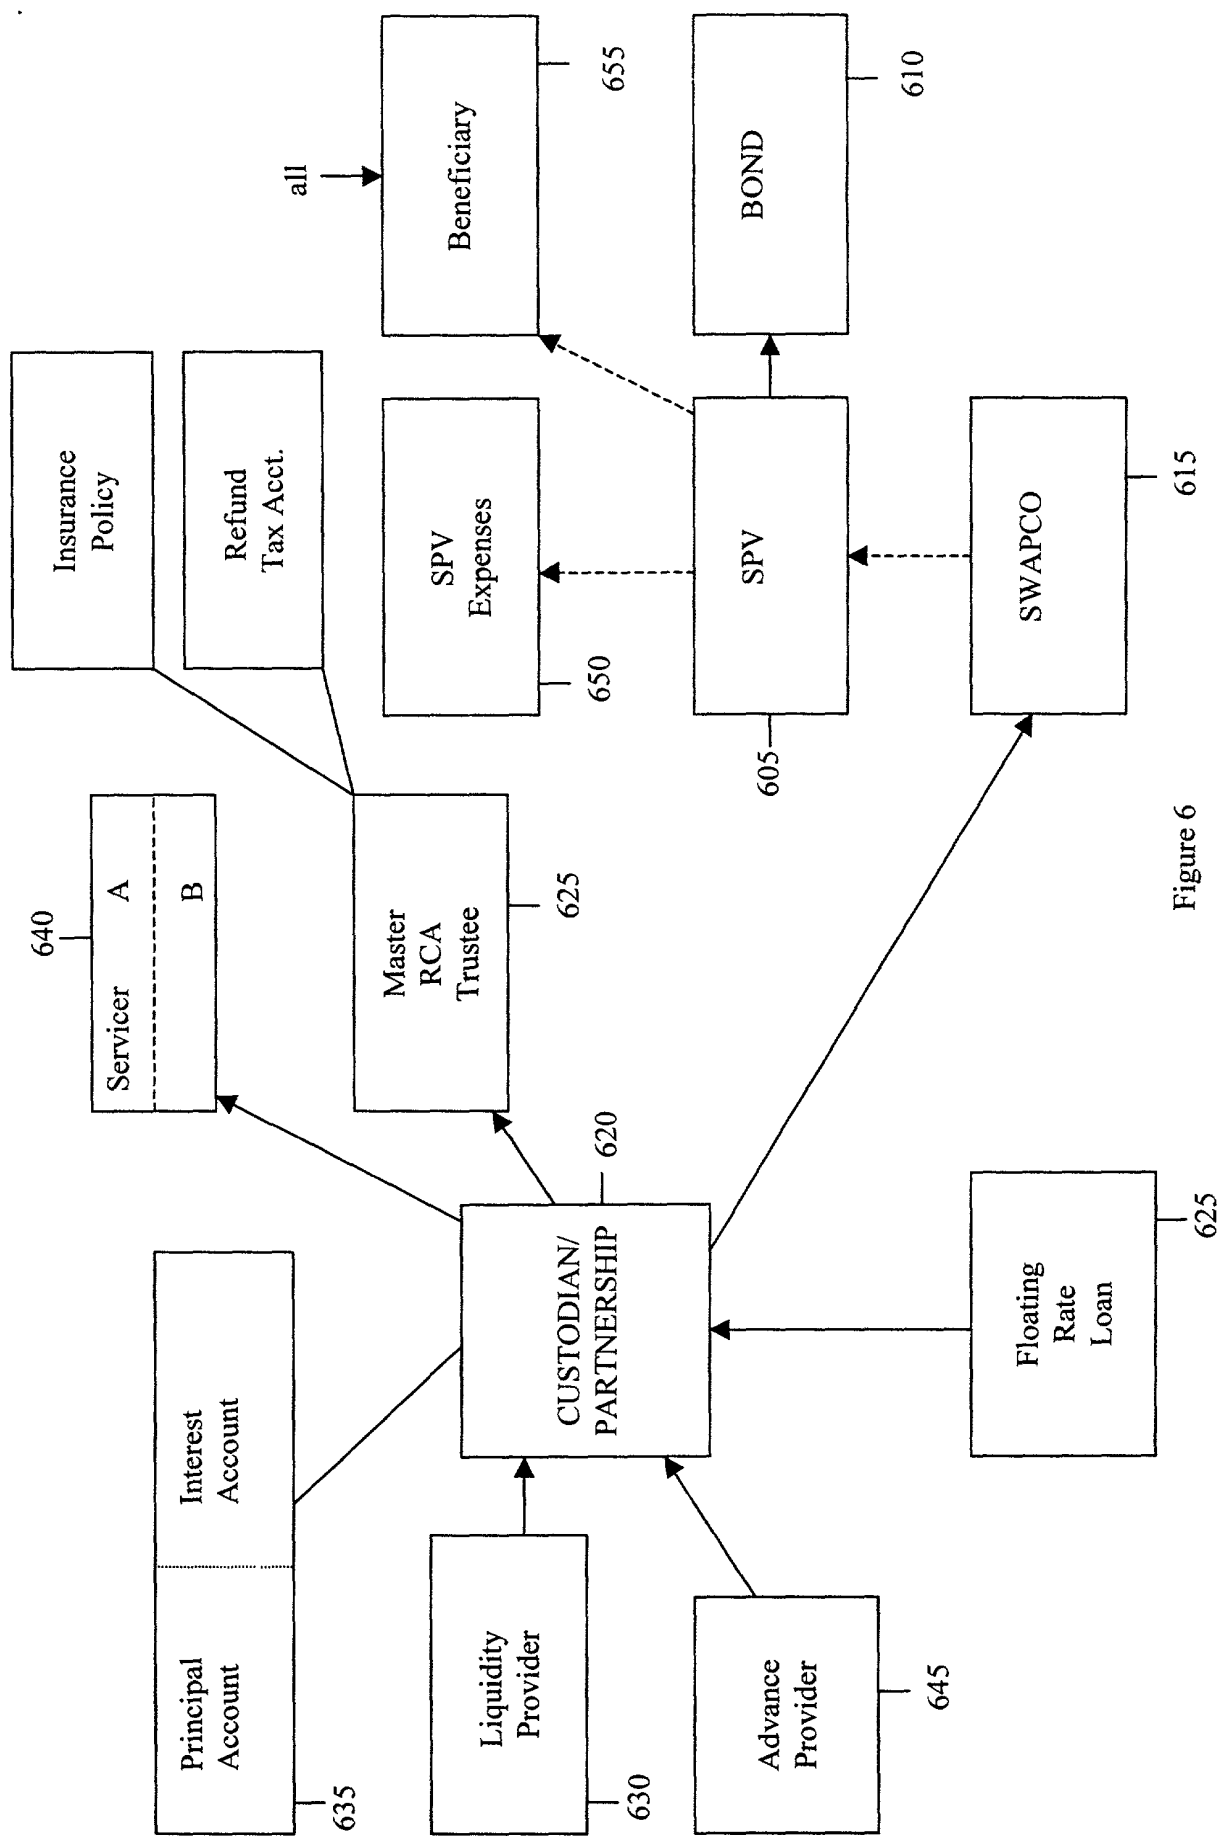 Principal
Account
Interest
Account
635
Servicer A
B
640
Insurance
Policy
Refund
Tax Acct.
Liquidity
Provider
630
CUSTODIAN/
PARTNERSHIP
620
Master
RCA
Trustee
625
SPV
Expenses
650
all
Beneficiary
655
Advance
Provider
645
SPV
605
BOND
610
Floating
Rate
Loan
625
SWAPCO
615
Figure 6